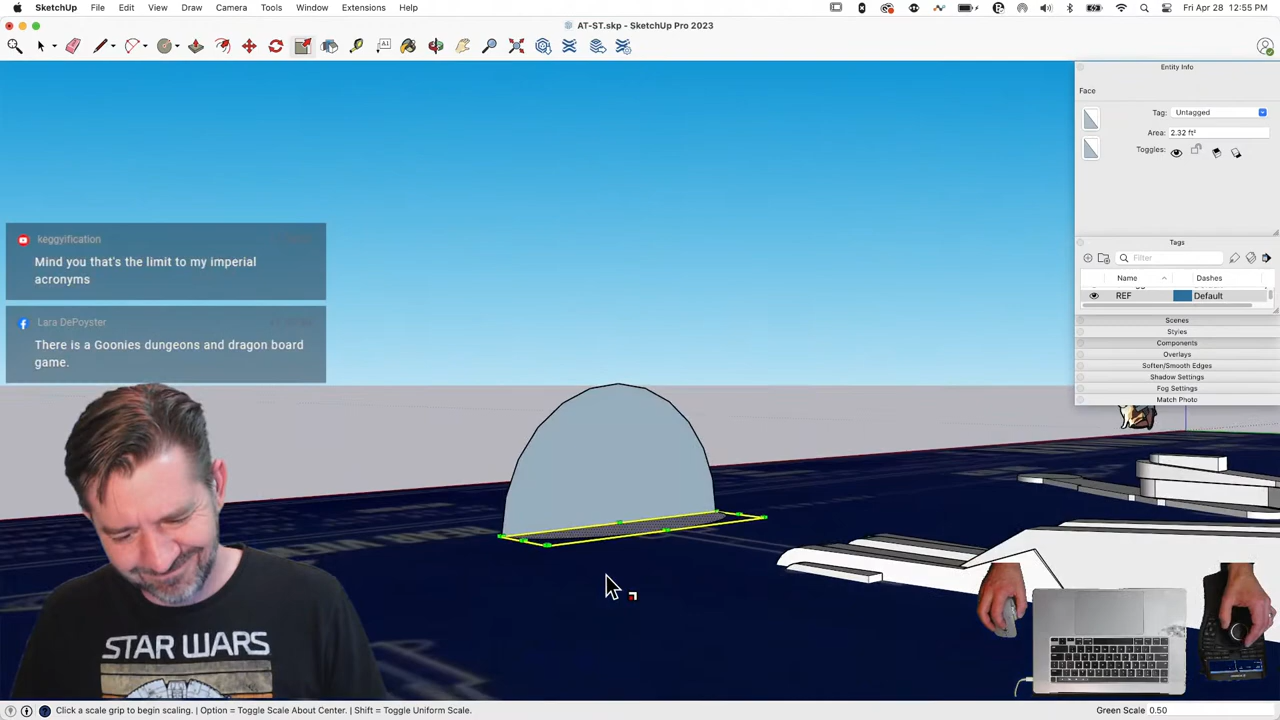 SketchUp File Edit View Draw Camera Tools Window Extensions Help
Fri Apr 28 12:55 PM
AT-ST.skp - SketchUp Pro 2023
Entity Info
Face
Tag: Untagged
Area: 2.32 ft²
Toggles:
Tags
Filter
Name Dashes
REF Default
Scenes
Styles
Components
Overlays
Soften/Smooth Edges
Shadow Settings
Fog Settings
Match Photo
keggyification
Mind you that's the limit to my imperial
acronyms
Lara DePoyster
There is a Goonies dungeons and dragon board
game.
STAR WARS
Click a scale grip to begin scaling. | Option = Toggle Scale About Center. | Shift = Toggle Uniform Scale.
Green Scale 0.50